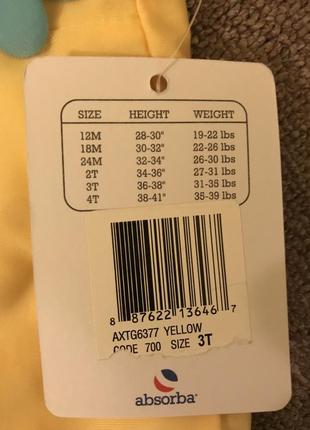 SIZE HEIGHT WEIGHT
12M 28-30" 19-22 lbs
18M 30-32" 22-26 lbs
24M 32-34" 26-30 lbs
2T 34-36" 27-31 lbs
3T 36-38" 31-35 lbs
4T 38-41" 35-39 lbs
8 87622 13646 7
AXTG6377 YELLOW
CODE 700 SIZE 3T
absorba®